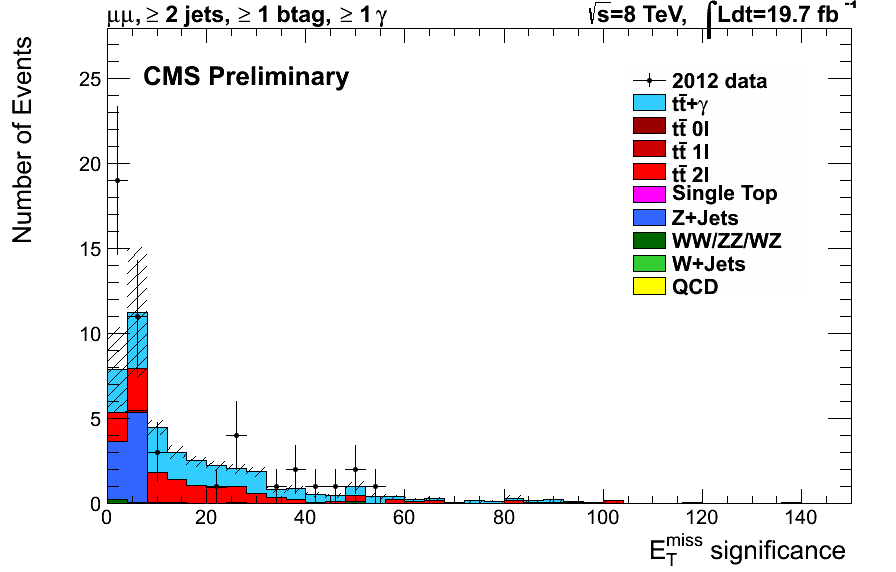 μμ, ≥ 2 jets, ≥ 1 btag, ≥ 1 γ
√s=8 TeV, ∫Ldt=19.7 fb⁻¹
CMS Preliminary
Number of Events
25
20
15
10
5
0
2012 data
tt̄+γ
tt̄ 0l
tt̄ 1l
tt̄ 2l
Single Top
Z+Jets
WW/ZZ/WZ
W+Jets
QCD
0 20 40 60 80 100 120 140
E_T^miss significance